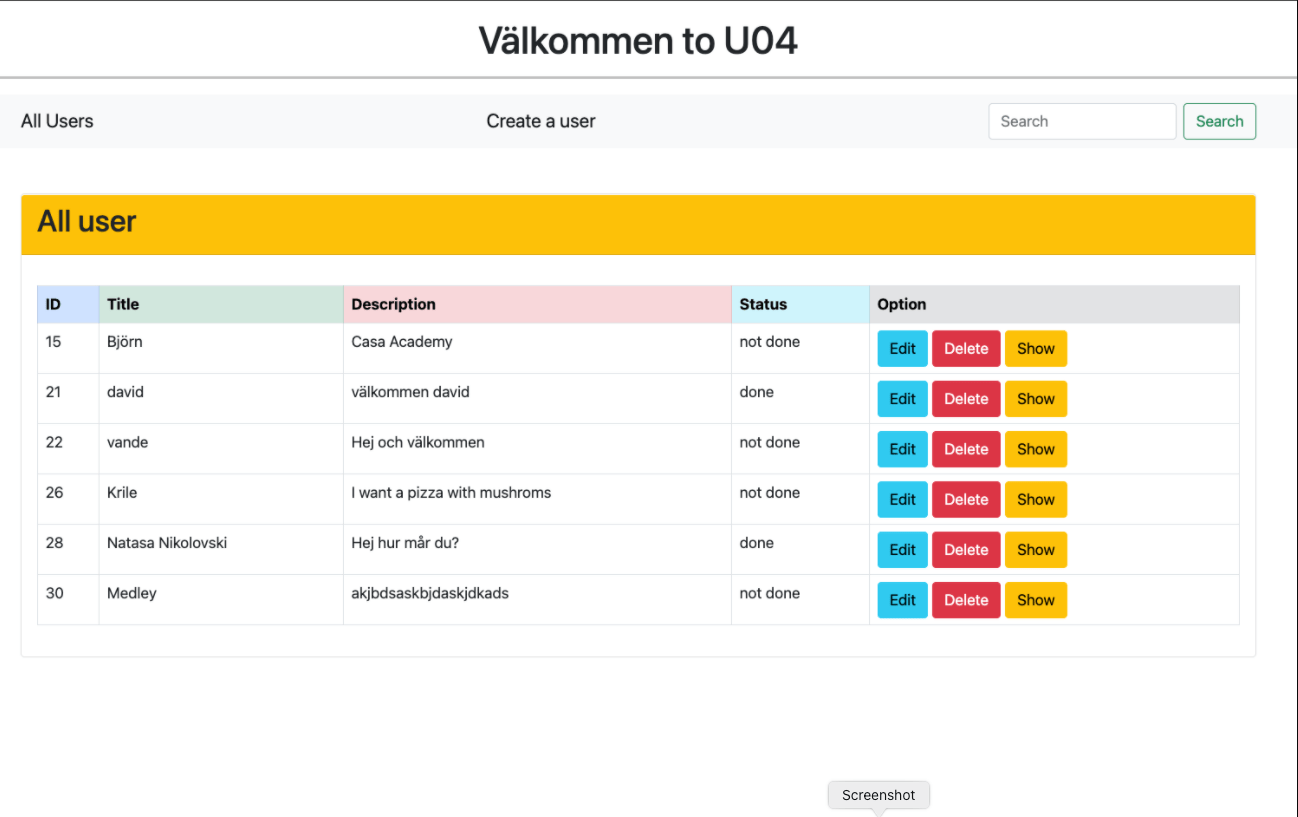 Välkommen to U04
All Users Create a user Search Search
All user
ID Title Description Status Option
15 Björn Casa Academy not done Edit Delete Show
21 david välkommen david done Edit Delete Show
22 vande Hej och välkommen not done Edit Delete Show
26 Krile I want a pizza with mushroms not done Edit Delete Show
28 Natasa Nikolovski Hej hur mår du? done Edit Delete Show
30 Medley akjbdsaskbjdaskjdkads not done Edit Delete Show
Screenshot